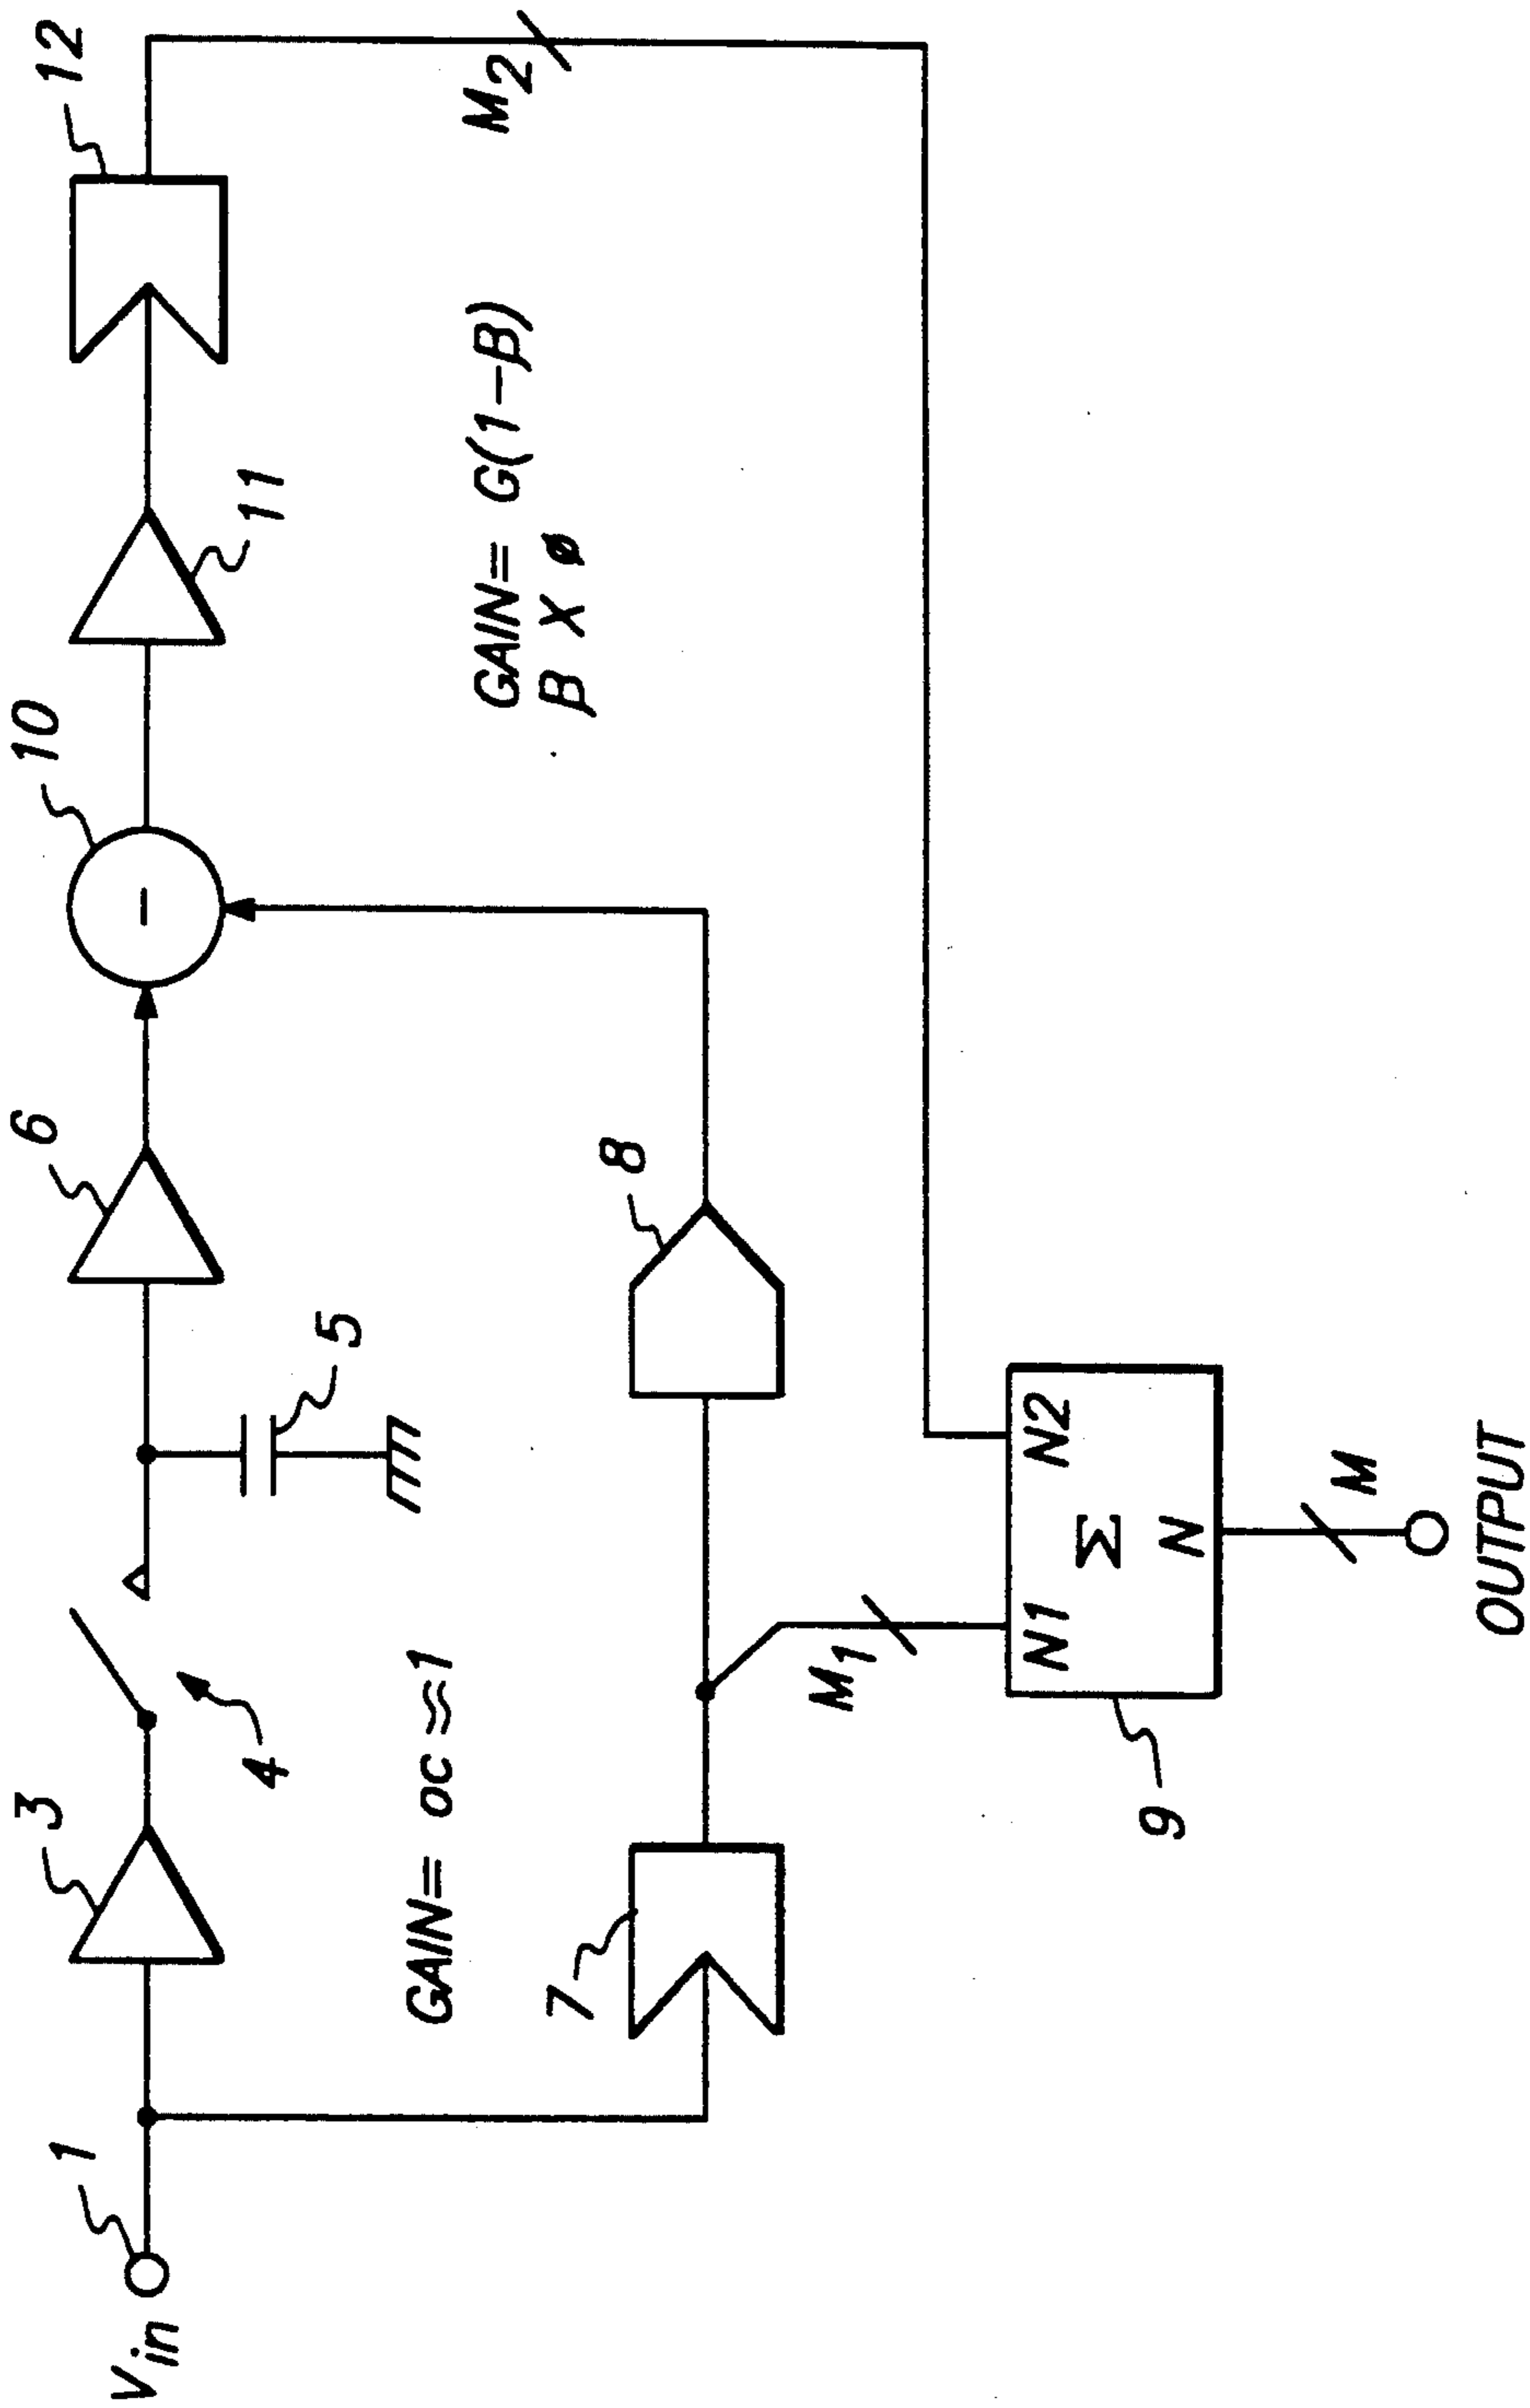 Vin
1
3
4
5
6
10
11
12
GAIN= oc ≈1
GAIN= G(1-β)
β X ø
7
8
M2
M1
N1
N2
Σ
N
9
M
OUTPUT